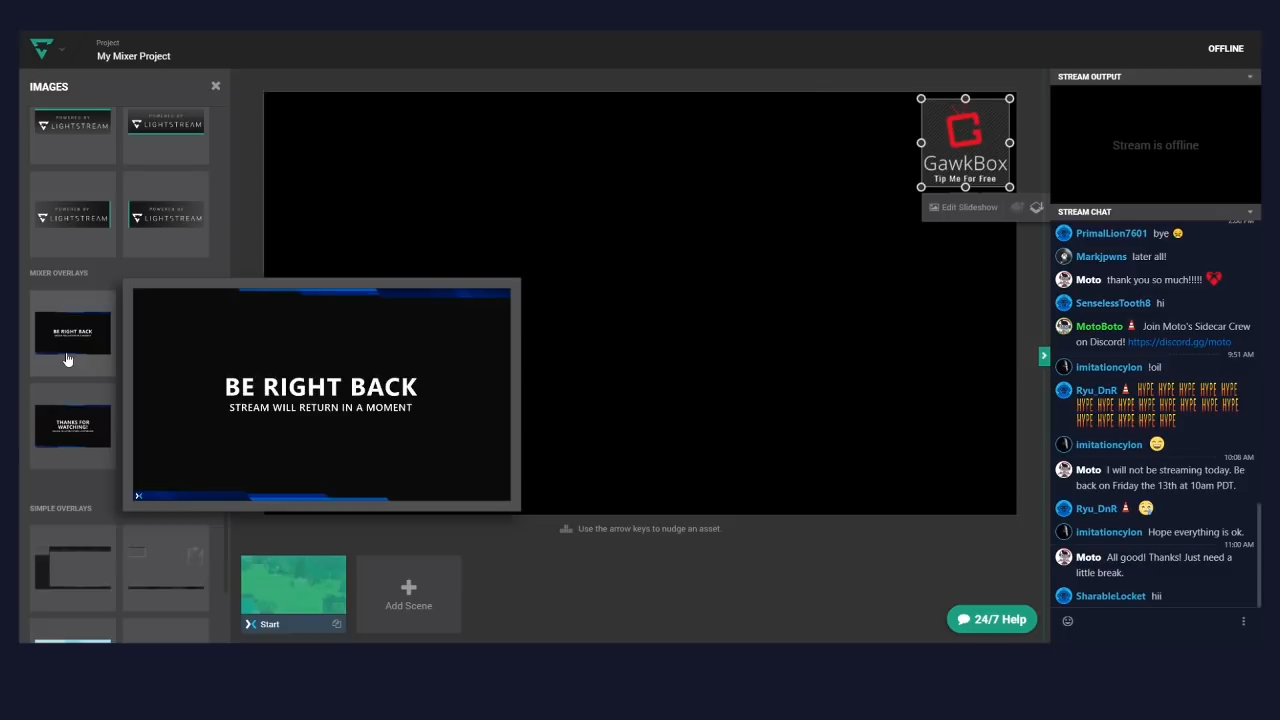 Project
My Mixer Project
OFFLINE
IMAGES
POWERED BY
LIGHTSTREAM
POWERED BY
LIGHTSTREAM
POWERED BY
LIGHTSTREAM
POWERED BY
LIGHTSTREAM
MIXER OVERLAYS
BE RIGHT BACK
STREAM WILL RETURN IN A MOMENT
THANKS FOR
WATCHING!
SIMPLE OVERLAYS
BE RIGHT BACK
STREAM WILL RETURN IN A MOMENT
GawkBox
Tip Me For Free
Edit Slideshow
Use the arrow keys to nudge an asset.
Start
Add Scene
24/7 Help
STREAM OUTPUT
Stream is offline
STREAM CHAT
PrimalLion7601 bye
Markjpwns later all!
Moto thank you so much!!!!!
SenselessTooth8 hi
MotoBoto Join Moto's Sidecar Crew
on Discord! https://discord.gg/moto
9:51 AM
imitationcylon !oil
Ryu_DnR HYPE HYPE HYPE HYPE HYPE
HYPE HYPE HYPE HYPE HYPE HYPE HYPE HYPE
HYPE HYPE HYPE HYPE HYPE
imitationcylon
10:08 AM
Moto I will not be streaming today. Be
back on Friday the 13th at 10am PDT.
Ryu_DnR
imitationcylon Hope everything is ok.
11:00 AM
Moto All good! Thanks! Just need a
little break.
SharableLocket hii